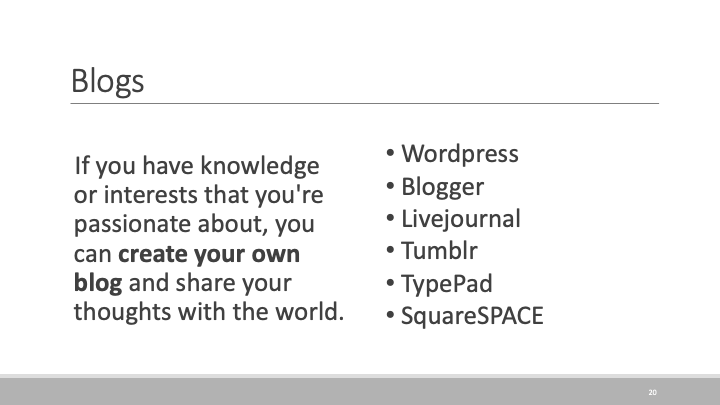 Blogs
If you have knowledge
or interests that you're
passionate about, you
can create your own
blog and share your
thoughts with the world.
• Wordpress
• Blogger
• Livejournal
• Tumblr
• TypePad
• SquareSPACE
20